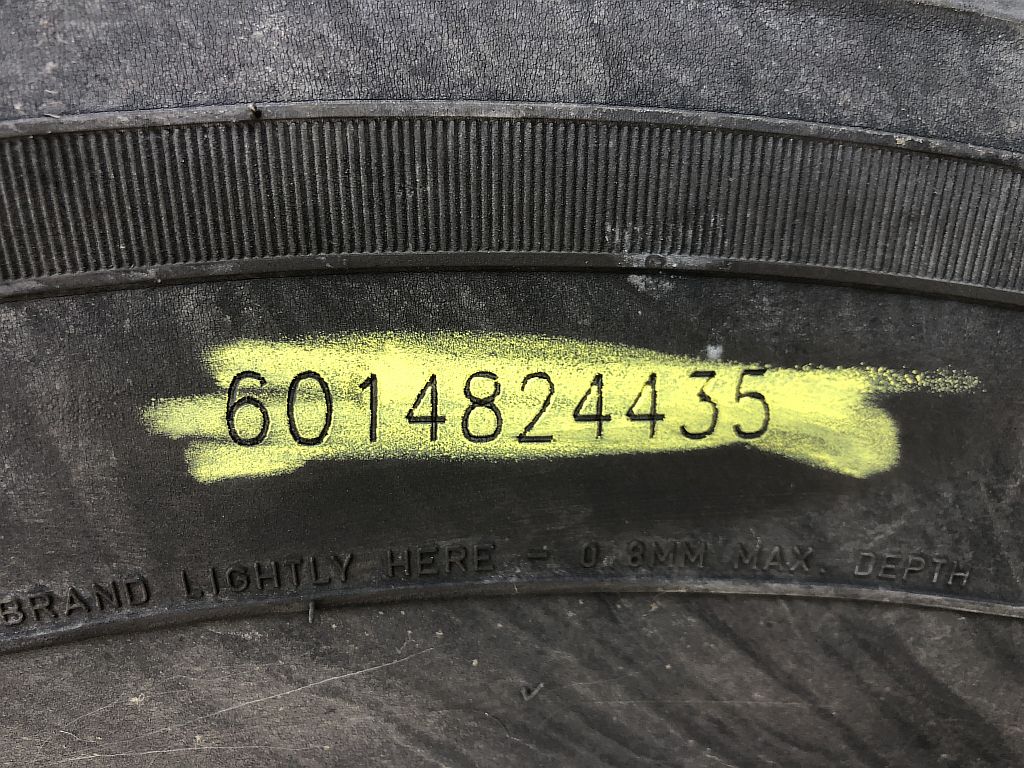 6014824435
BRAND LIGHTLY HERE - 0.8MM MAX. DEPTH